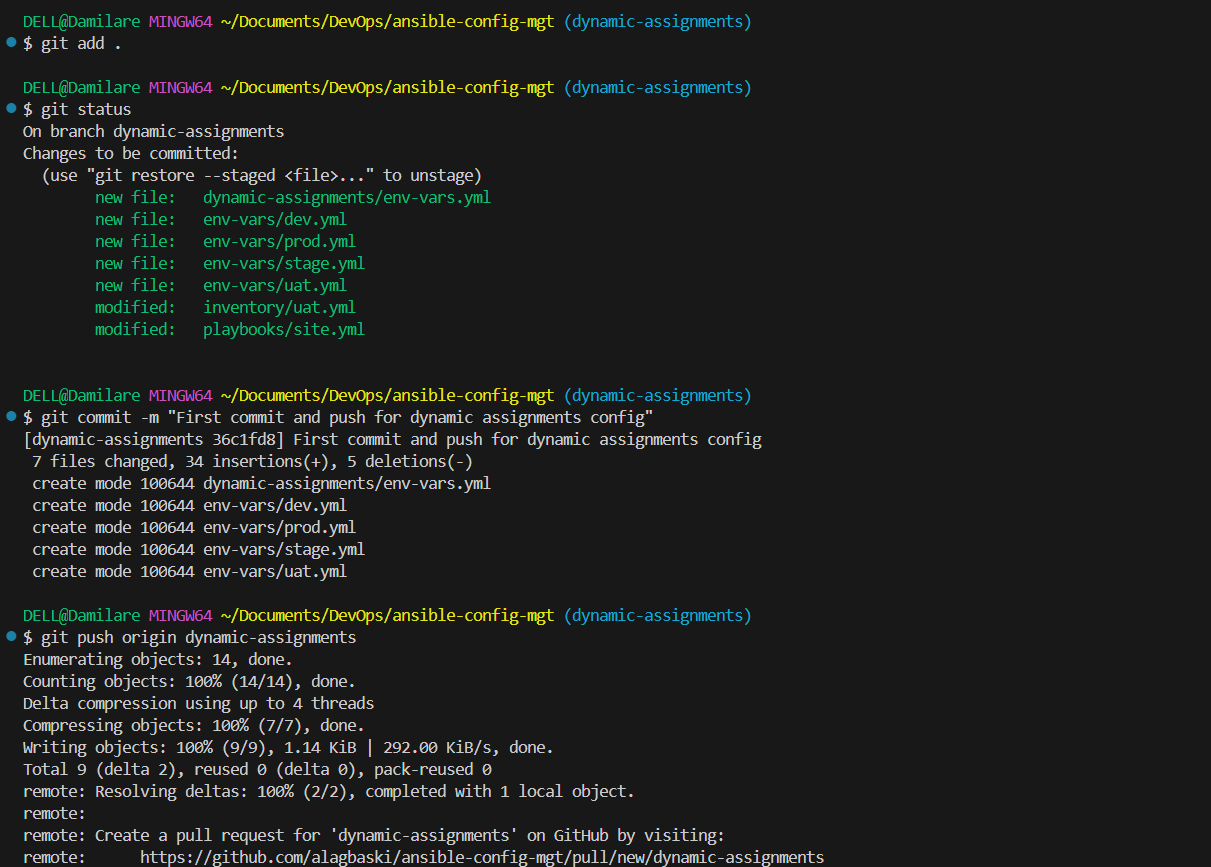 DELL@Damilare MINGW64 ~/Documents/DevOps/ansible-config-mgt (dynamic-assignments)
$ git add .
DELL@Damilare MINGW64 ~/Documents/DevOps/ansible-config-mgt (dynamic-assignments)
$ git status
On branch dynamic-assignments
Changes to be committed:
  (use "git restore --staged <file>..." to unstage)
        new file:   dynamic-assignments/env-vars.yml
        new file:   env-vars/dev.yml
        new file:   env-vars/prod.yml
        new file:   env-vars/stage.yml
        new file:   env-vars/uat.yml
        modified:   inventory/uat.yml
        modified:   playbooks/site.yml
DELL@Damilare MINGW64 ~/Documents/DevOps/ansible-config-mgt (dynamic-assignments)
$ git commit -m "First commit and push for dynamic assignments config"
[dynamic-assignments 36c1fd8] First commit and push for dynamic assignments config
 7 files changed, 34 insertions(+), 5 deletions(-)
 create mode 100644 dynamic-assignments/env-vars.yml
 create mode 100644 env-vars/dev.yml
 create mode 100644 env-vars/prod.yml
 create mode 100644 env-vars/stage.yml
 create mode 100644 env-vars/uat.yml
DELL@Damilare MINGW64 ~/Documents/DevOps/ansible-config-mgt (dynamic-assignments)
$ git push origin dynamic-assignments
Enumerating objects: 14, done.
Counting objects: 100% (14/14), done.
Delta compression using up to 4 threads
Compressing objects: 100% (7/7), done.
Writing objects: 100% (9/9), 1.14 KiB | 292.00 KiB/s, done.
Total 9 (delta 2), reused 0 (delta 0), pack-reused 0
remote: Resolving deltas: 100% (2/2), completed with 1 local object.
remote:
remote: Create a pull request for 'dynamic-assignments' on GitHub by visiting:
remote:      https://github.com/alagbaski/ansible-config-mgt/pull/new/dynamic-assignments